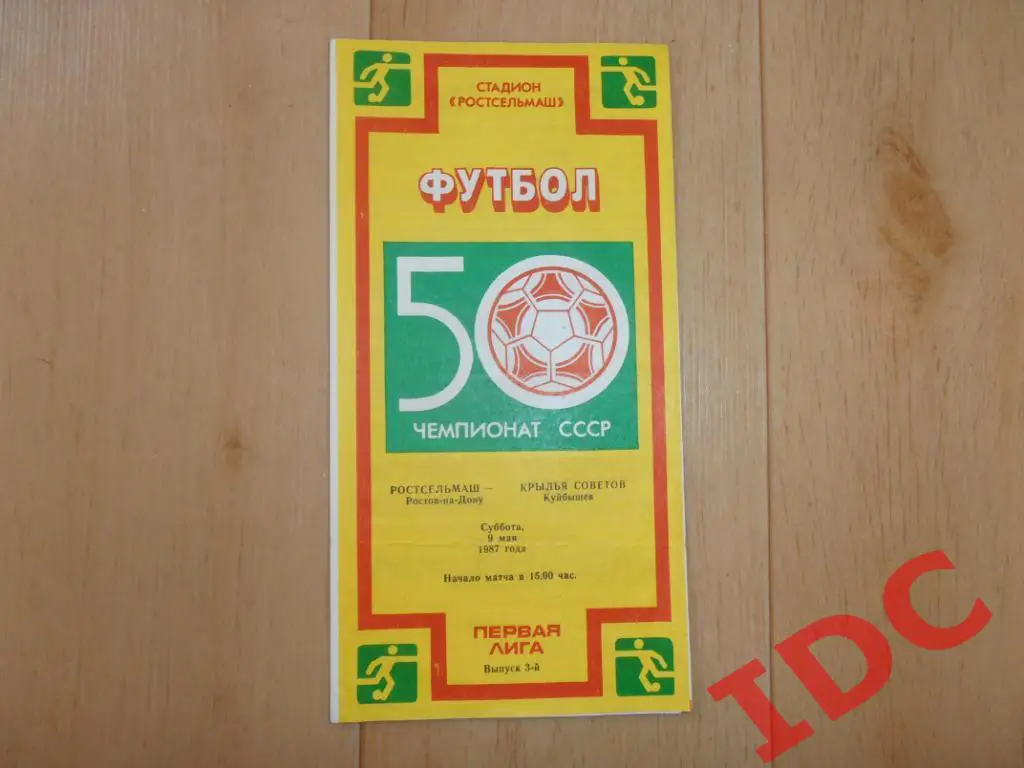 СТАДИОН
«РОСТСЕЛЬМАШ»
ФУТБОЛ
50
ЧЕМПИОНАТ СССР
РОСТСЕЛЬМАШ — КРЫЛЬЯ СОВЕТОВ
Ростов-на-Дону Куйбышев
Суббота,
9 мая
1987 года
Начало матча в 15.00 час.
ПЕРВАЯ
ЛИГА
Выпуск 3-й
IDC